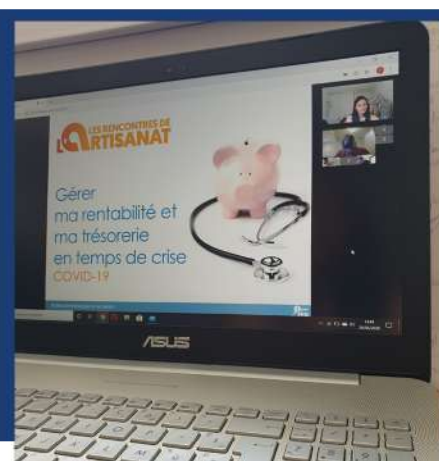 LES RENCONTRES DE
L'ARTISANAT
Gérer
ma rentabilité et
ma trésorerie
en temps de crise
COVID-19
ASUS